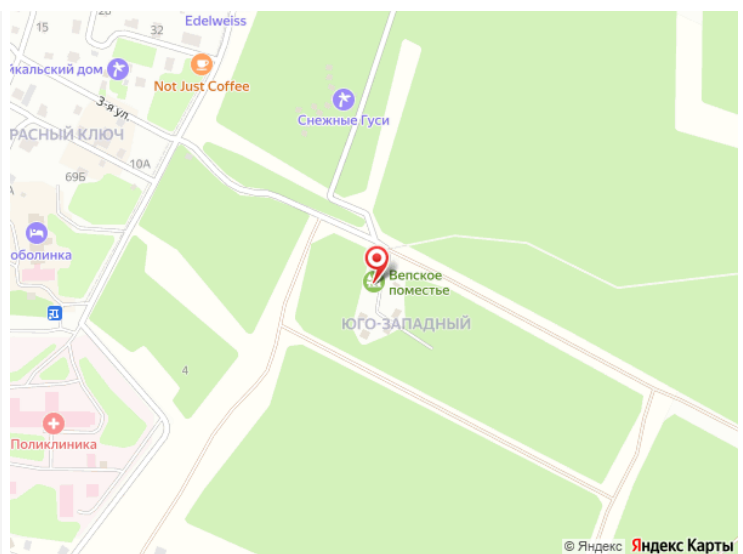 2В
Edelweiss
15
32
йкальский дом
Not Just Coffee
3-я ул.
Снежные Гуси
РАСНЫЙ КЛЮЧ
10А
69Б
А
оболинка
Вепское
поместье
ЮГО-ЗАПАДНЫЙ
4
Поликлиника
© Яндекс Яндекс Карты